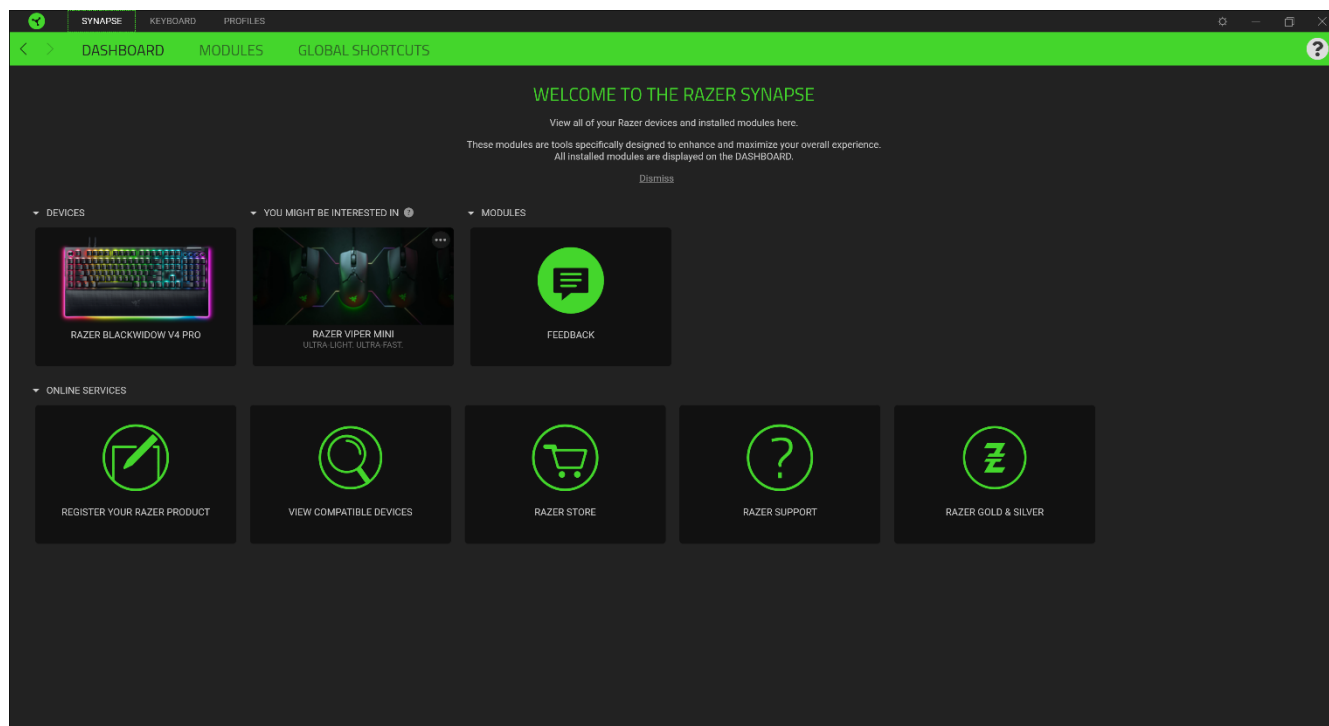 SYNAPSE KEYBOARD PROFILES
DASHBOARD MODULES GLOBAL SHORTCUTS ?
WELCOME TO THE RAZER SYNAPSE
View all of your Razer devices and installed modules here.
These modules are tools specifically designed to enhance and maximize your overall experience.
All installed modules are displayed on the DASHBOARD.
Dismiss
DEVICES
YOU MIGHT BE INTERESTED IN ?
MODULES
RAZER BLACKWIDOW V4 PRO
RAZER VIPER MINI
ULTRA-LIGHT. ULTRA-FAST.
FEEDBACK
ONLINE SERVICES
REGISTER YOUR RAZER PRODUCT
VIEW COMPATIBLE DEVICES
RAZER STORE
RAZER SUPPORT
RAZER GOLD & SILVER